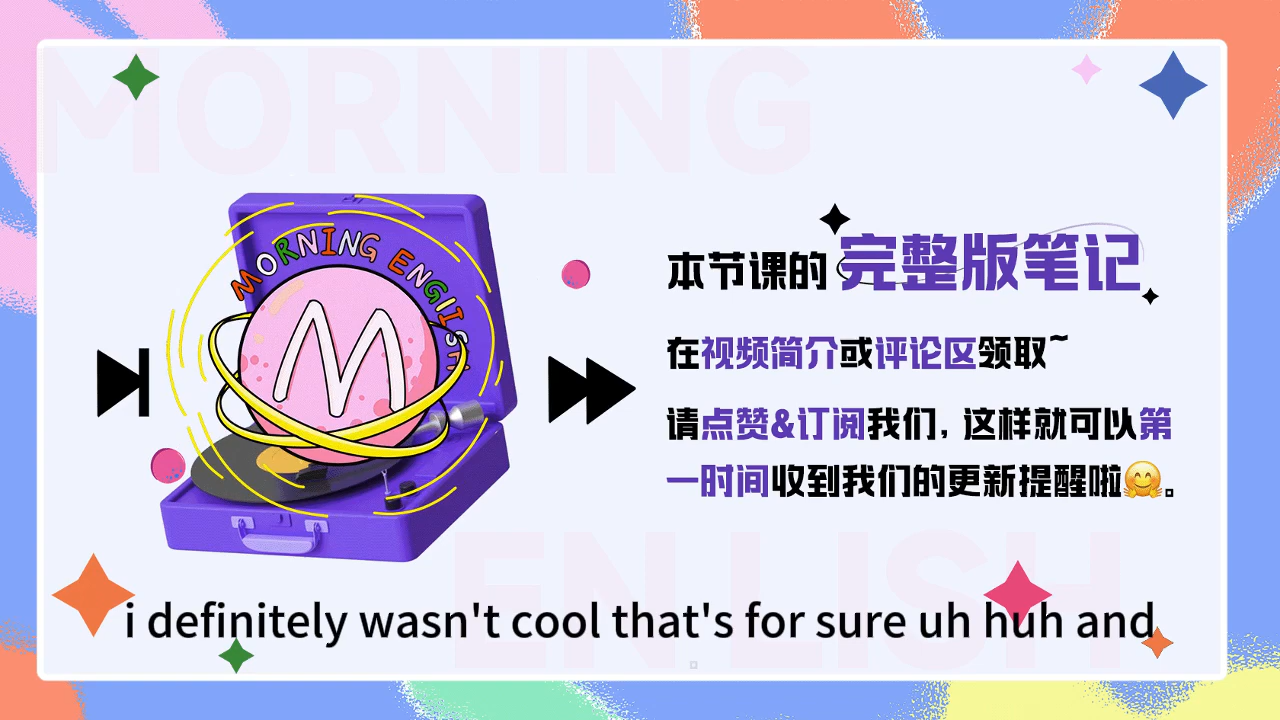 MORNING
MORNING ENGlISH
M
本节课的 完整版笔记
在视频简介或评论区领取~
请点赞&订阅我们, 这样就可以第
一时间收到我们的更新提醒啦🤗。
EN LISH
i definitely wasn't cool that's for sure uh huh and